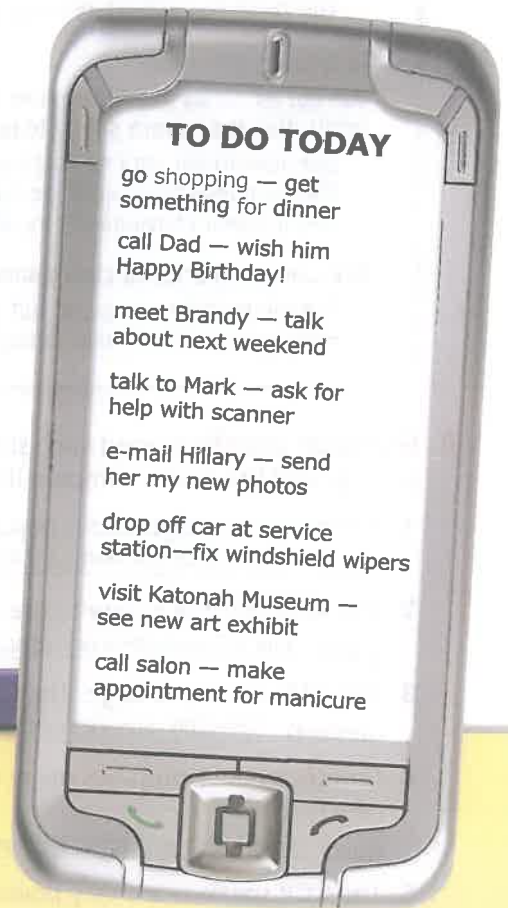 TO DO TODAY
go shopping — get
something for dinner
call Dad — wish him
Happy Birthday!
meet Brandy — talk
about next weekend
talk to Mark — ask for
help with scanner
e-mail Hillary — send
her my new photos
drop off car at service
station—fix windshield wipers
visit Katonah Museum —
see new art exhibit
call salon — make
appointment for manicure